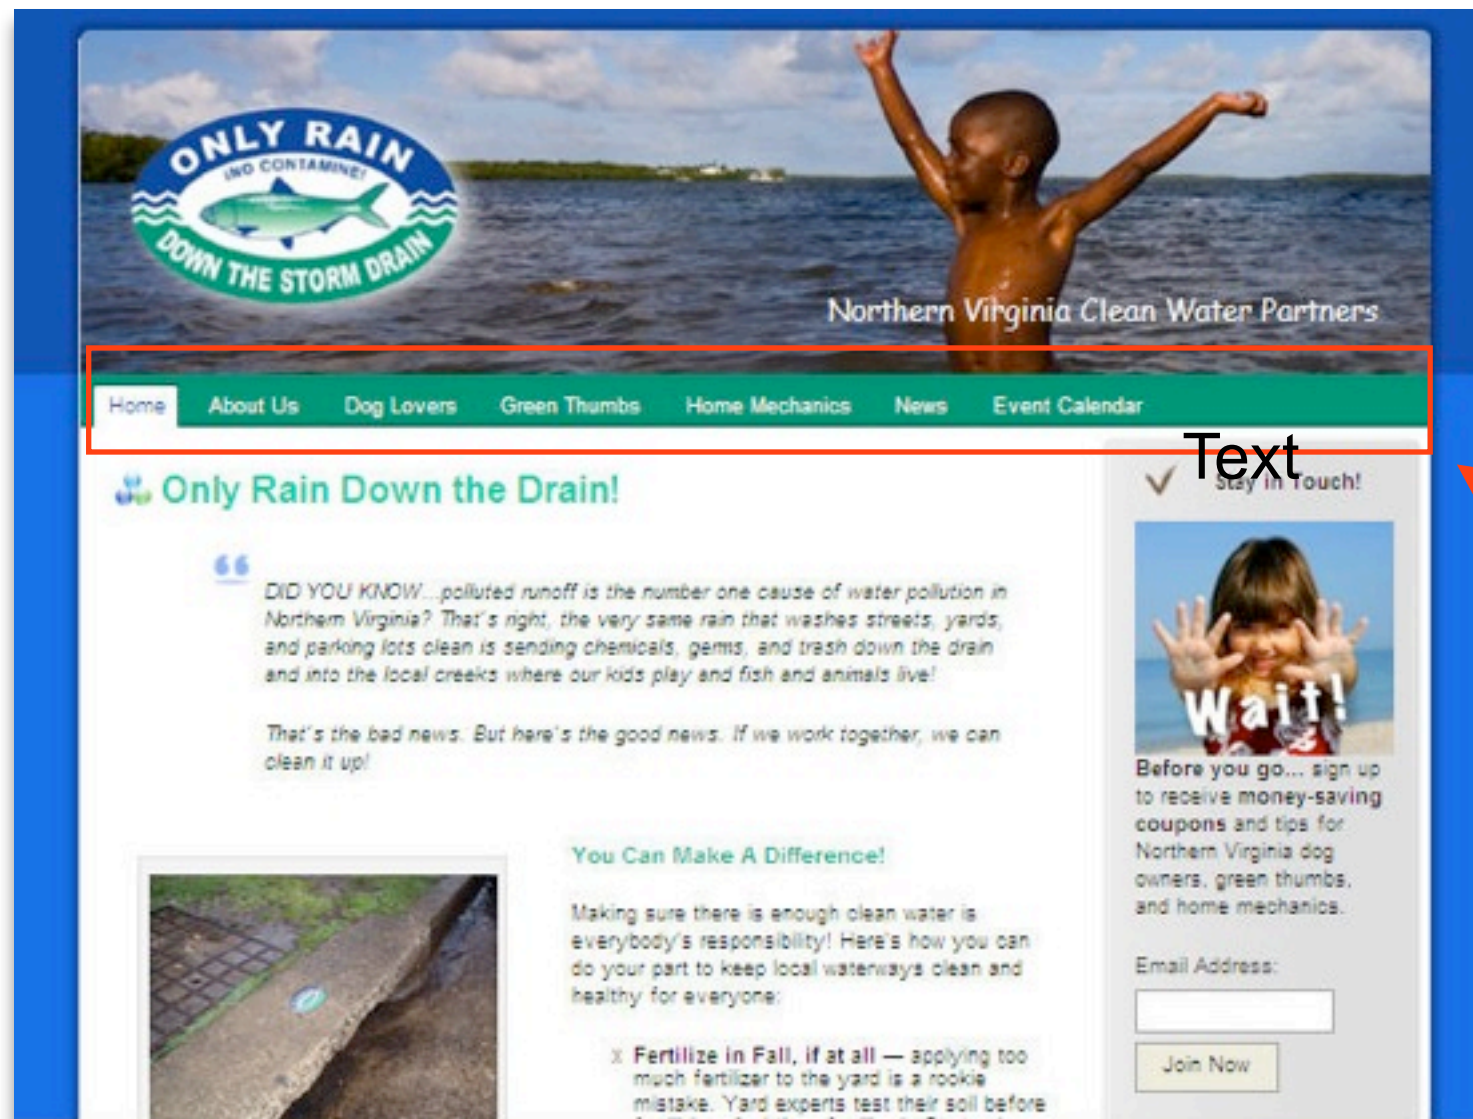 ONLY RAIN
¡NO CONTAMINE!
DOWN THE STORM DRAIN
Northern Virginia Clean Water Partners
Home About Us Dog Lovers Green Thumbs Home Mechanics News Event Calendar
Text
Only Rain Down the Drain!
“
DID YOU KNOW...polluted runoff is the number one cause of water pollution in
Northern Virginia? That's right, the very same rain that washes streets, yards,
and parking lots clean is sending chemicals, germs, and trash down the drain
and into the local creeks where our kids play and fish and animals live!
That's the bad news. But here's the good news. If we work together, we can
clean it up!
You Can Make A Difference!
Making sure there is enough clean water is
everybody's responsibility! Here's how you can
do your part to keep local waterways clean and
healthy for everyone:
x Fertilize in Fall, if at all — applying too
much fertilizer to the yard is a rookie
mistake. Yard experts test their soil before
Stay in Touch!
Wait!
Before you go... sign up
to receive money-saving
coupons and tips for
Northern Virginia dog
owners, green thumbs,
and home mechanics.
Email Address:
Join Now